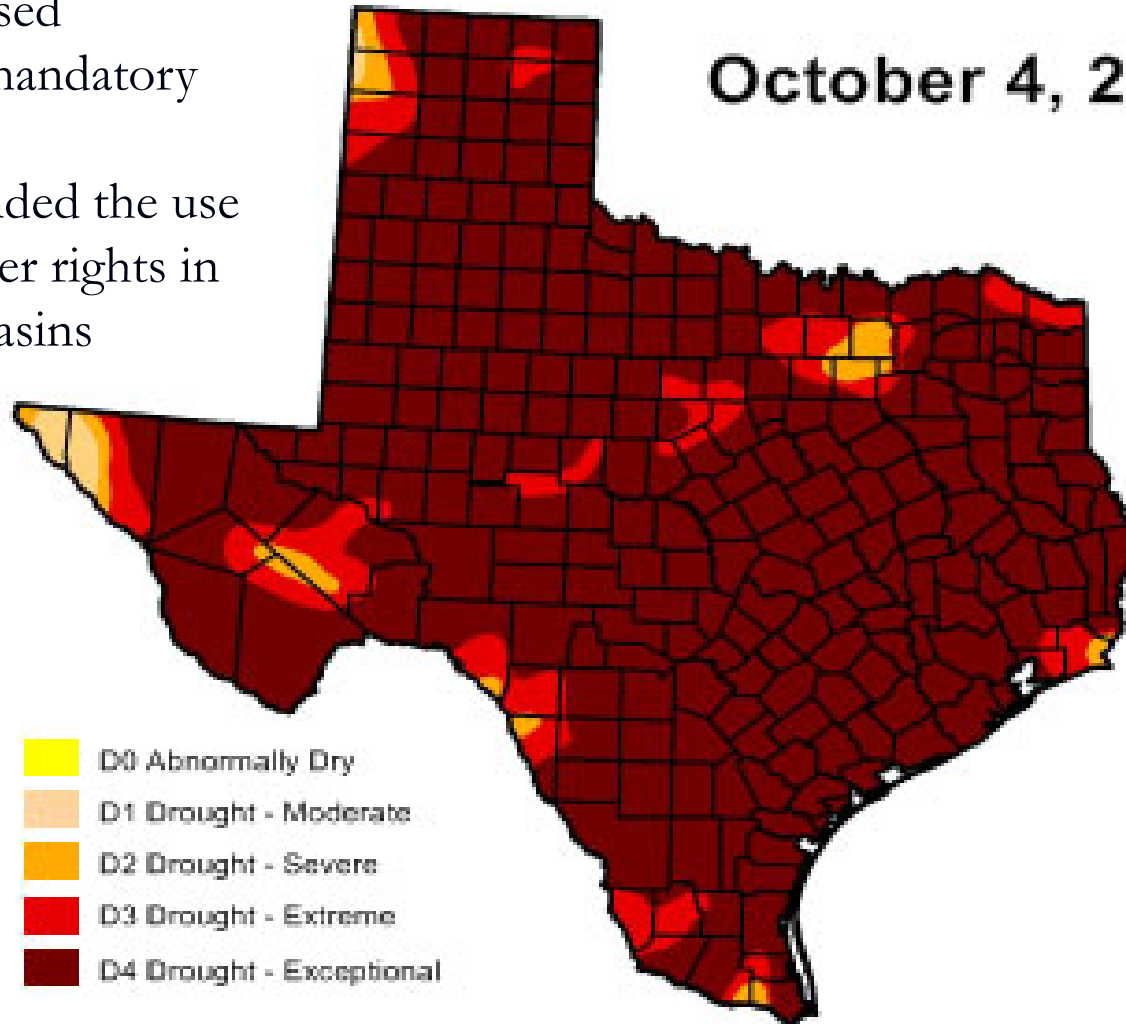 sed
mandatory
ded the use
er rights in
asins
October 4, 2
D0 Abnormally Dry
D1 Drought - Moderate
D2 Drought - Severe
D3 Drought - Extreme
D4 Drought - Exceptional